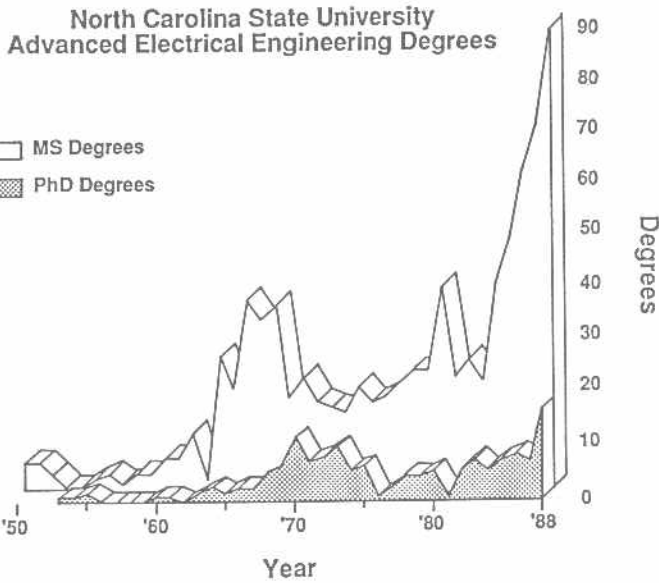 North Carolina State University
Advanced Electrical Engineering Degrees
MS Degrees
PhD Degrees
90
80
70
60
50
40
30
20
10
0
Degrees
'50
'60
'70
'80
'88
Year